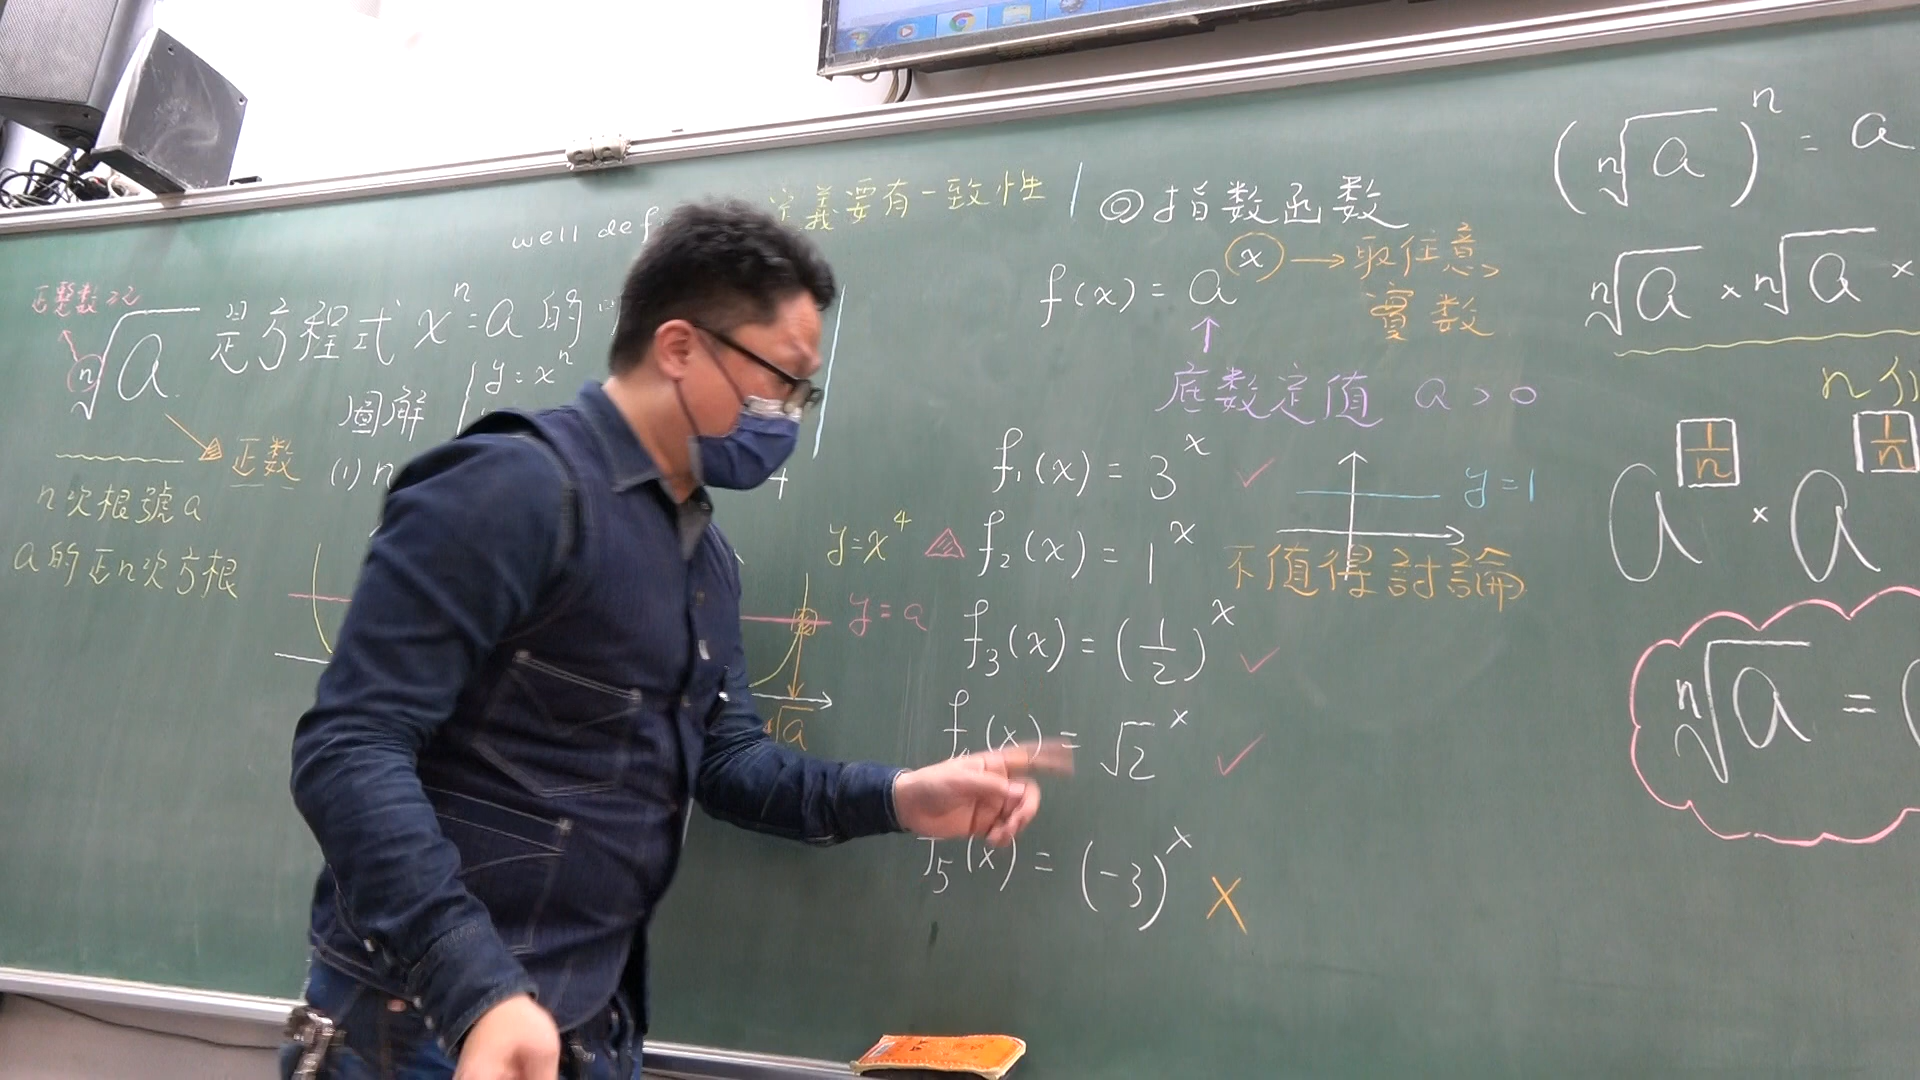 well def
定義要有一致性
正整數≥2
ⁿ√a 是方程式 xⁿ=a 的
圖解 { y=xⁿ
正數
(1) n
n次根號a
a的正n次方根
y=x⁴
y=a
√a
◎指數函數
f(x) = aˣ → 取任意實數
↑
底數定值 a > 0
f₁(x) = 3ˣ ✓
y=1
f₂(x) = 1ˣ 不值得討論
f₃(x) = (1/2)ˣ ✓
f₄(x) = √2ˣ ✓
f₅(x) = (-3)ˣ X
(ⁿ√a)ⁿ = a
ⁿ√a × ⁿ√a ×
n
a^(1/n) × a^(1/n)
ⁿ√a = (